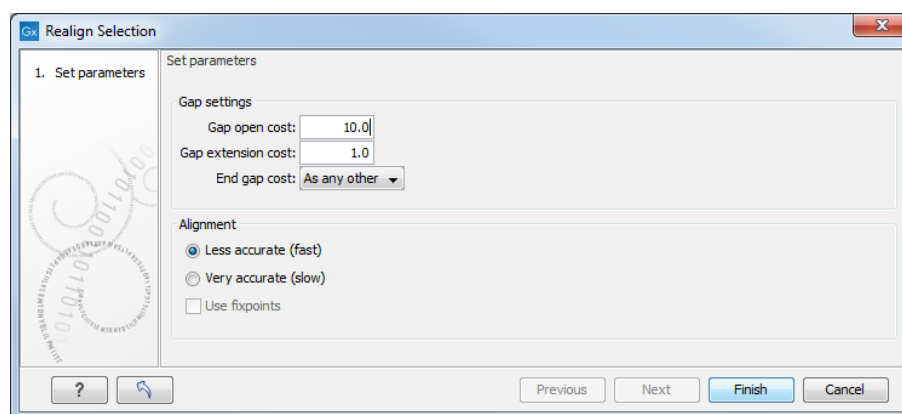 Gx Realign Selection
1. Set parameters
Set parameters
Gap settings
Gap open cost: 10.0
Gap extension cost: 1.0
End gap cost: As any other
Alignment
Less accurate (fast)
Very accurate (slow)
Use fixpoints
? Previous Next Finish Cancel